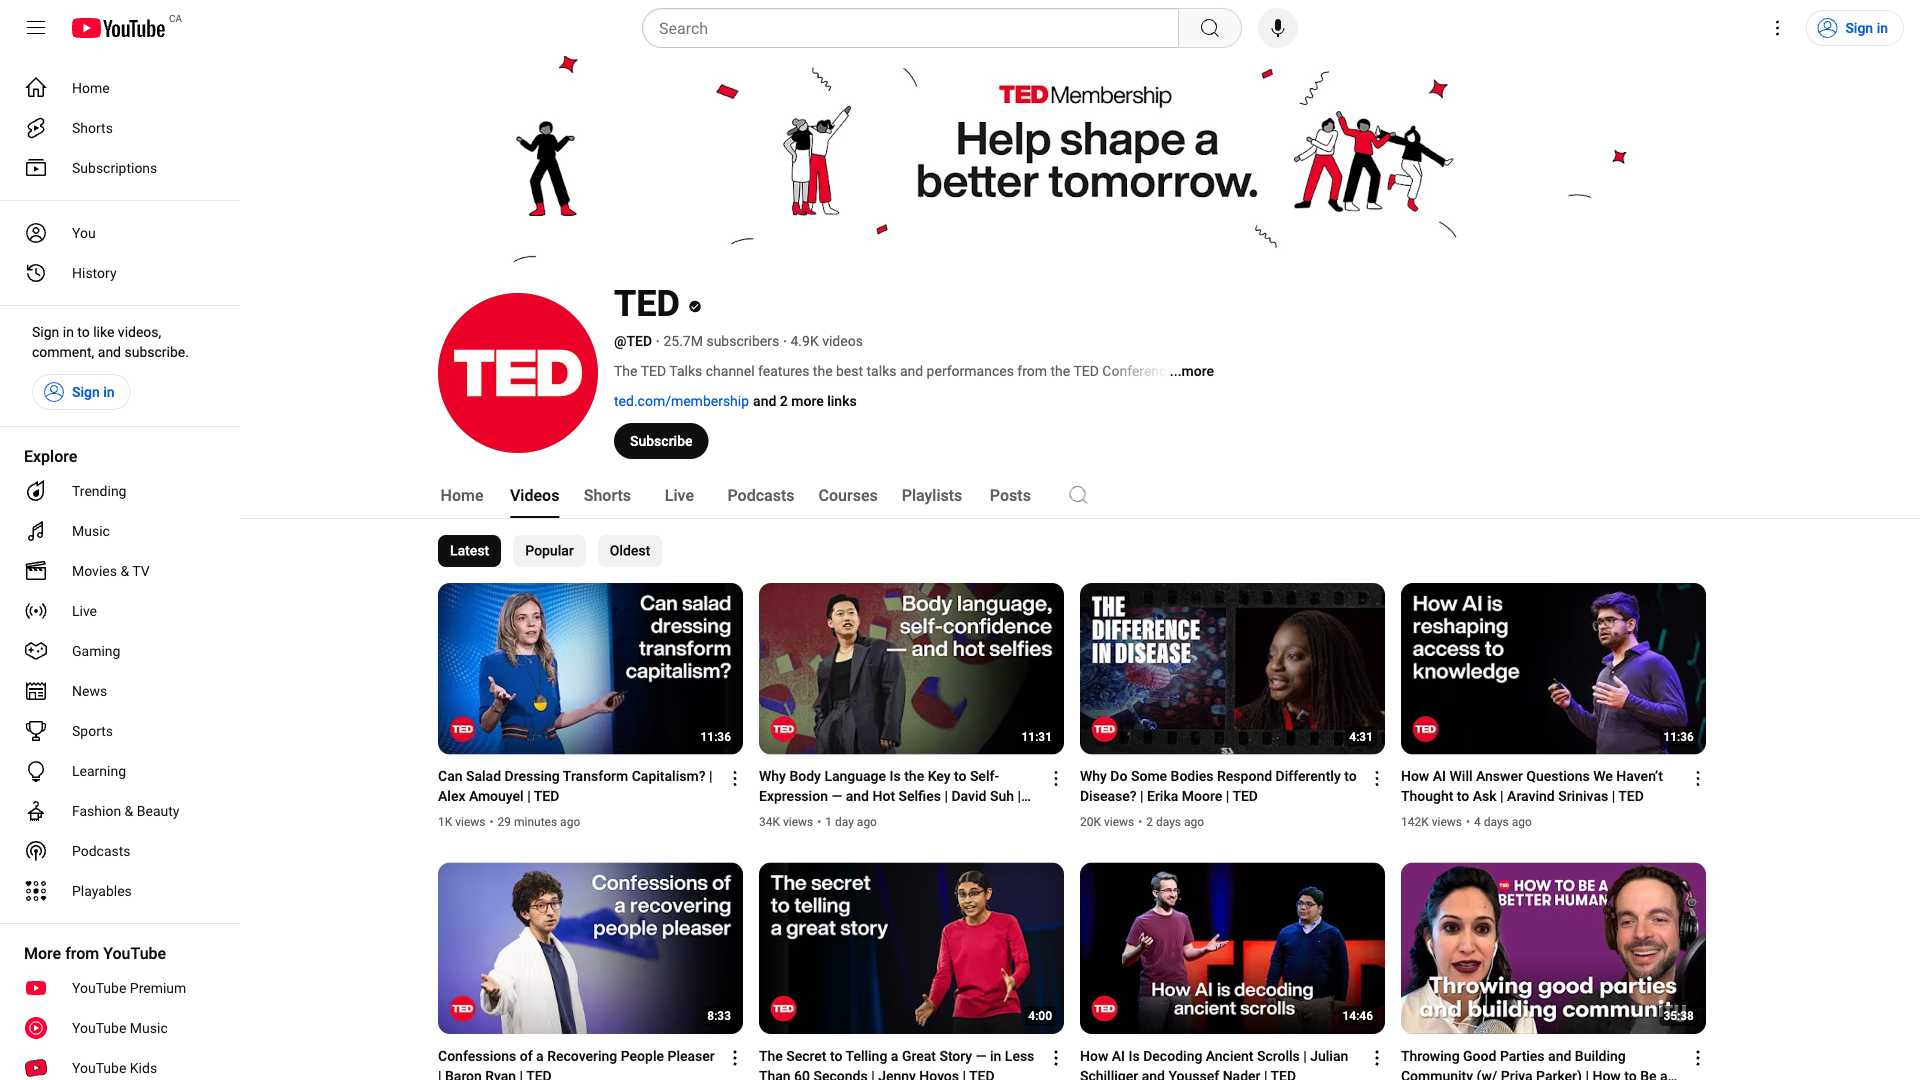 YouTube CA
Search
Sign in
Home
Shorts
Subscriptions
You
History
Sign in to like videos,
comment, and subscribe.
Sign in
Explore
Trending
Music
Movies & TV
Live
Gaming
News
Sports
Learning
Fashion & Beauty
Podcasts
Playables
More from YouTube
YouTube Premium
YouTube Music
YouTube Kids
TED Membership
Help shape a
better tomorrow.
TED
TED
@TED · 25.7M subscribers · 4.9K videos
The TED Talks channel features the best talks and performances from the TED Conferenc ...more
ted.com/membership and 2 more links
Subscribe
Home Videos Shorts Live Podcasts Courses Playlists Posts
Latest Popular Oldest
Can salad
dressing
transform
capitalism?
TED
11:36
Can Salad Dressing Transform Capitalism? |
Alex Amouyel | TED
1K views • 29 minutes ago
Body language,
self-confidence
— and hot selfies
TED
11:31
Why Body Language Is the Key to Self-
Expression — and Hot Selfies | David Suh |...
34K views • 1 day ago
THE
DIFFERENCE
IN DISEASE
TED
4:31
Why Do Some Bodies Respond Differently to
Disease? | Erika Moore | TED
20K views • 2 days ago
How AI is
reshaping
access to
knowledge
TED
11:36
How AI Will Answer Questions We Haven't
Thought to Ask | Aravind Srinivas | TED
142K views • 4 days ago
Confessions of
a recovering
people pleaser
TED
8:33
Confessions of a Recovering People Pleaser
| Baron Ryan | TED
The secret
to telling
a great story
TED
4:00
The Secret to Telling a Great Story — in Less
Than 60 Seconds | Jenny Hoyos | TED
How AI is decoding
ancient scrolls
TED
14:46
How AI Is Decoding Ancient Scrolls | Julian
Schilliger and Youssef Nader | TED
TED HOW TO BE A
BETTER HUMAN
Throwing good parties
and building community
35:38
Throwing Good Parties and Building
Community (w/ Priya Parker) | How to Be a...